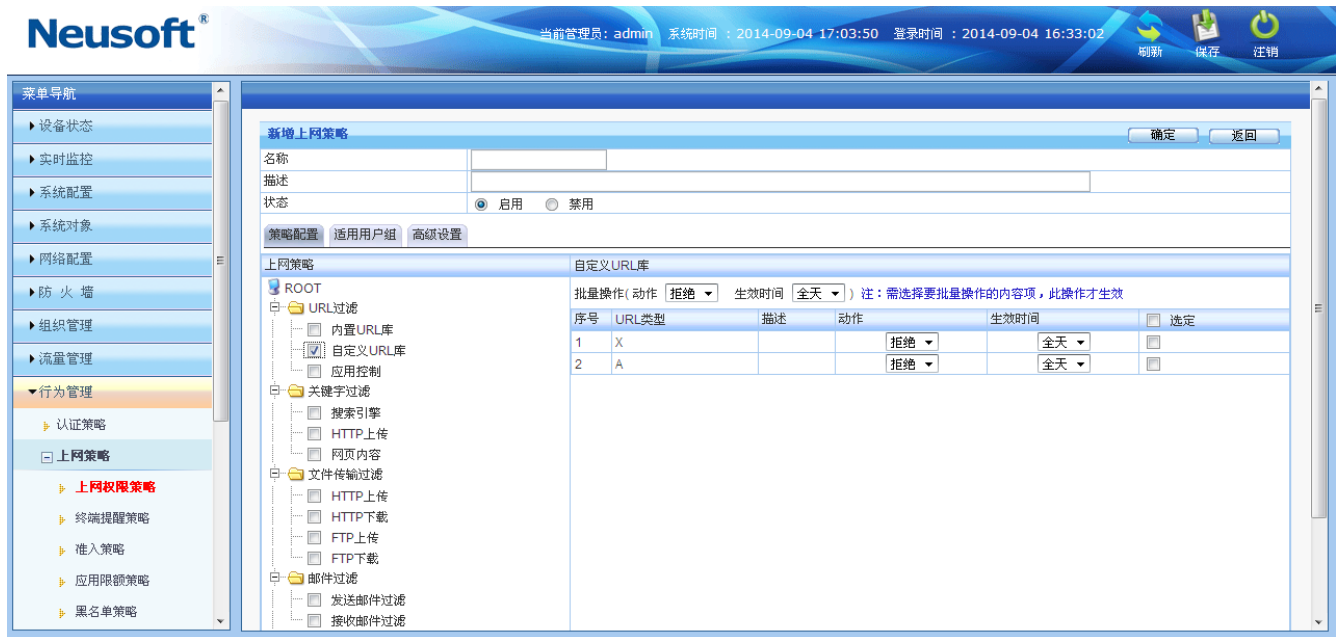 Neusoft®
当前管理员: admin 系统时间 : 2014-09-04 17:03:50 登录时间 : 2014-09-04 16:33:02
刷新 保存 注销
菜单导航
设备状态
实时监控
系统配置
系统对象
网络配置
防 火 墙
组织管理
流量管理
行为管理
认证策略
上网策略
上网权限策略
终端提醒策略
准入策略
应用限额策略
黑名单策略
新增上网策略 确定 返回
名称
描述
状态 启用 禁用
策略配置 适用用户组 高级设置
上网策略
ROOT
URL过滤
内置URL库
自定义URL库
应用控制
关键字过滤
搜索引擎
HTTP上传
网页内容
文件传输过滤
HTTP上传
HTTP下载
FTP上传
FTP下载
邮件过滤
发送邮件过滤
接收邮件过滤
自定义URL库
批量操作( 动作 拒绝 生效时间 全天 ) 注：需选择要批量操作的内容项，此操作才生效
序号 URL类型 描述 动作 生效时间 选定
1 X 拒绝 全天
2 A 拒绝 全天